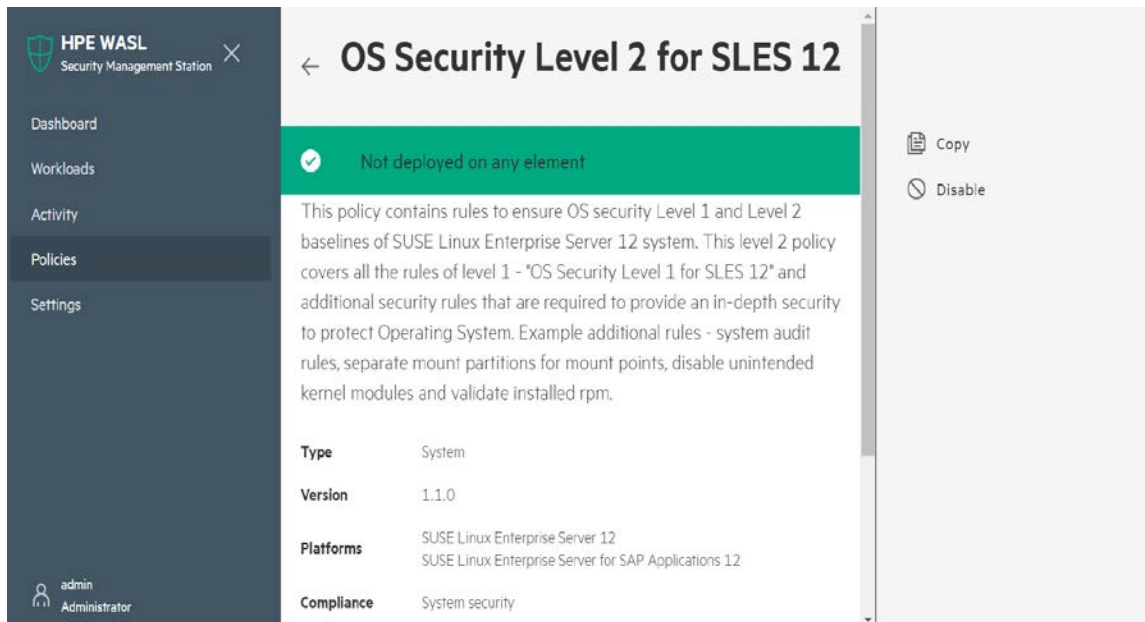 HPE WASL
Security Management Station
Dashboard
Workloads
Activity
Policies
Settings
admin
Administrator
OS Security Level 2 for SLES 12
Not deployed on any element
This policy contains rules to ensure OS security Level 1 and Level 2
baselines of SUSE Linux Enterprise Server 12 system. This level 2 policy
covers all the rules of level 1 - "OS Security Level 1 for SLES 12" and
additional security rules that are required to provide an in-depth security
to protect Operating System. Example additional rules - system audit
rules, separate mount partitions for mount points, disable unintended
kernel modules and validate installed rpm.
Type System
Version 1.1.0
Platforms SUSE Linux Enterprise Server 12
SUSE Linux Enterprise Server for SAP Applications 12
Compliance System security
Copy
Disable